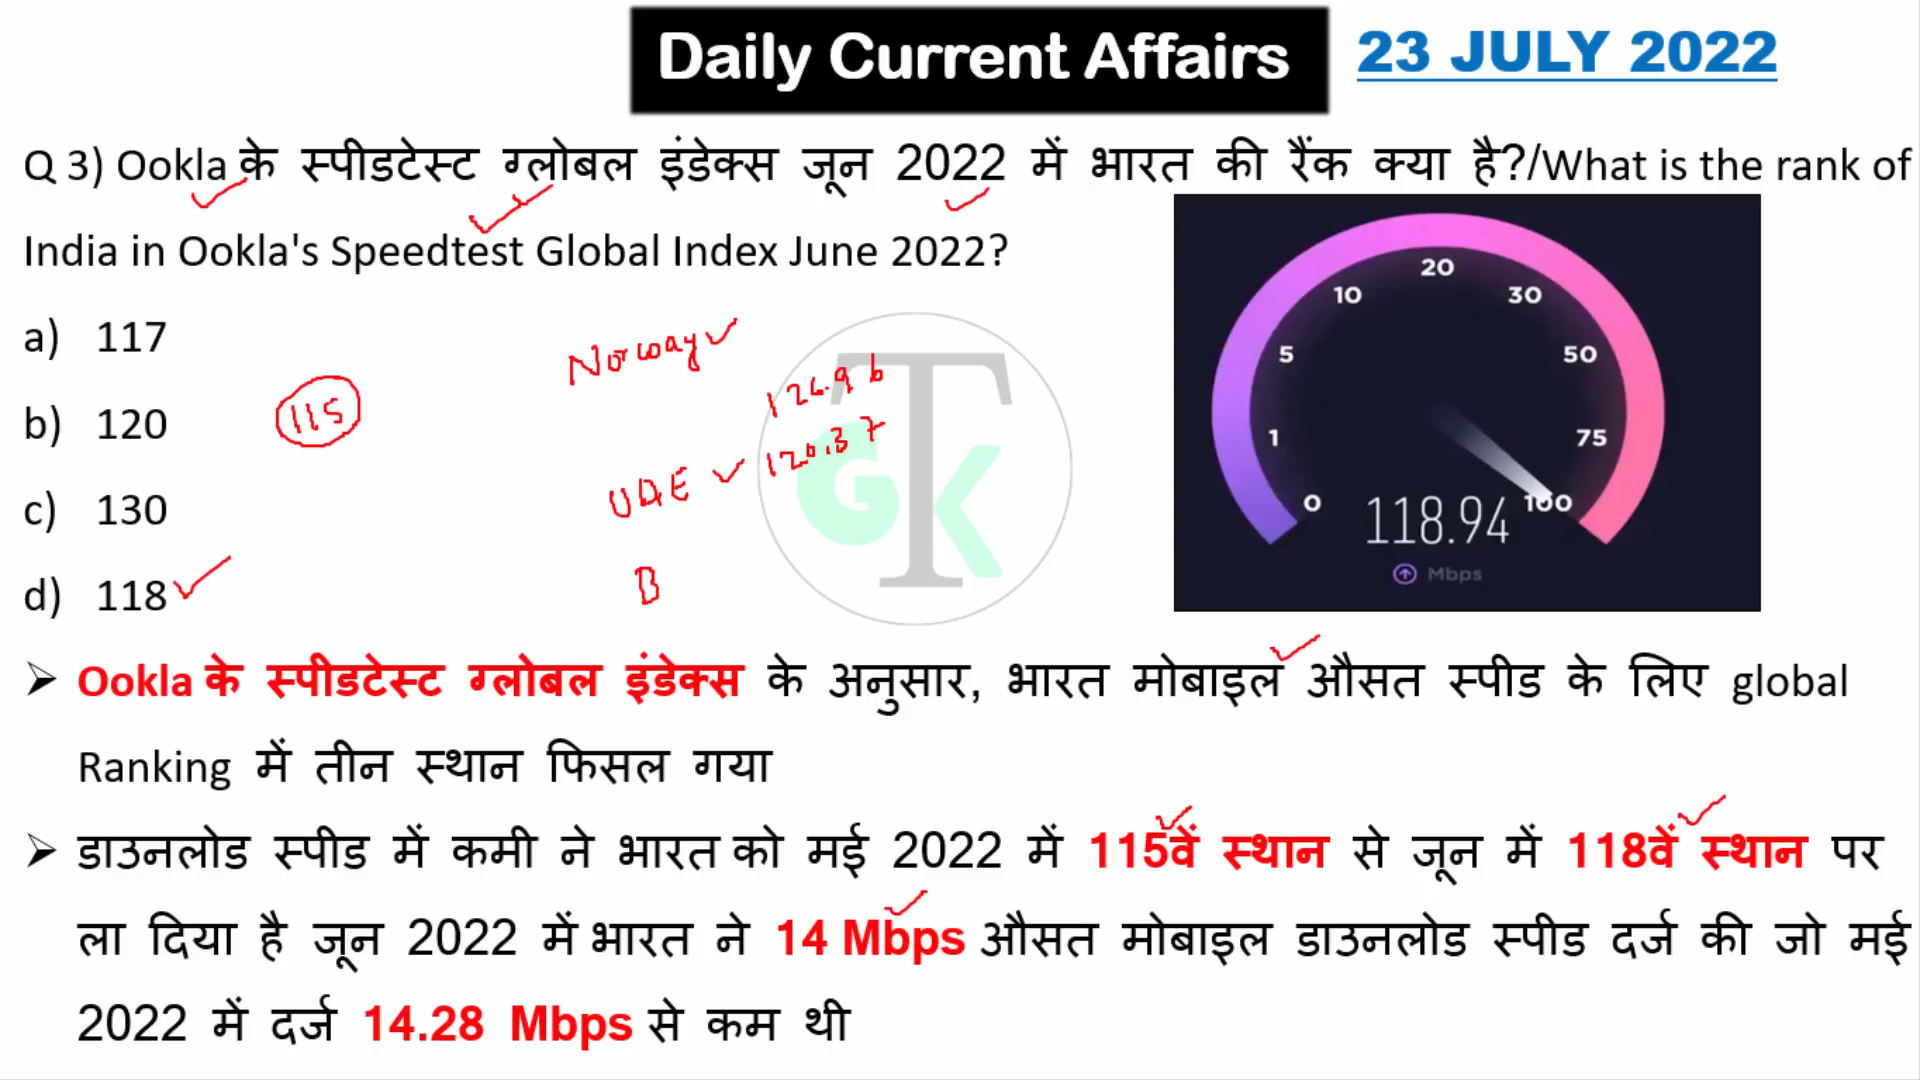 Daily Current Affairs
23 JULY 2022
Q 3) Ookla के स्पीडटेस्ट ग्लोबल इंडेक्स जून 2022 में भारत की रैंक क्या है?/What is the rank of
India in Ookla's Speedtest Global Index June 2022?
a) 117
b) 120
c) 130
d) 118
115
Norway
126.96
UAE
120.37
B
GTK
0
1
5
10
20
30
50
75
100
118.94
Mbps
Ookla के स्पीडटेस्ट ग्लोबल इंडेक्स के अनुसार, भारत मोबाइल औसत स्पीड के लिए global
Ranking में तीन स्थान फिसल गया
डाउनलोड स्पीड में कमी ने भारत को मई 2022 में 115वें स्थान से जून में 118वें स्थान पर
ला दिया है जून 2022 में भारत ने 14 Mbps औसत मोबाइल डाउनलोड स्पीड दर्ज की जो मई
2022 में दर्ज 14.28 Mbps से कम थी